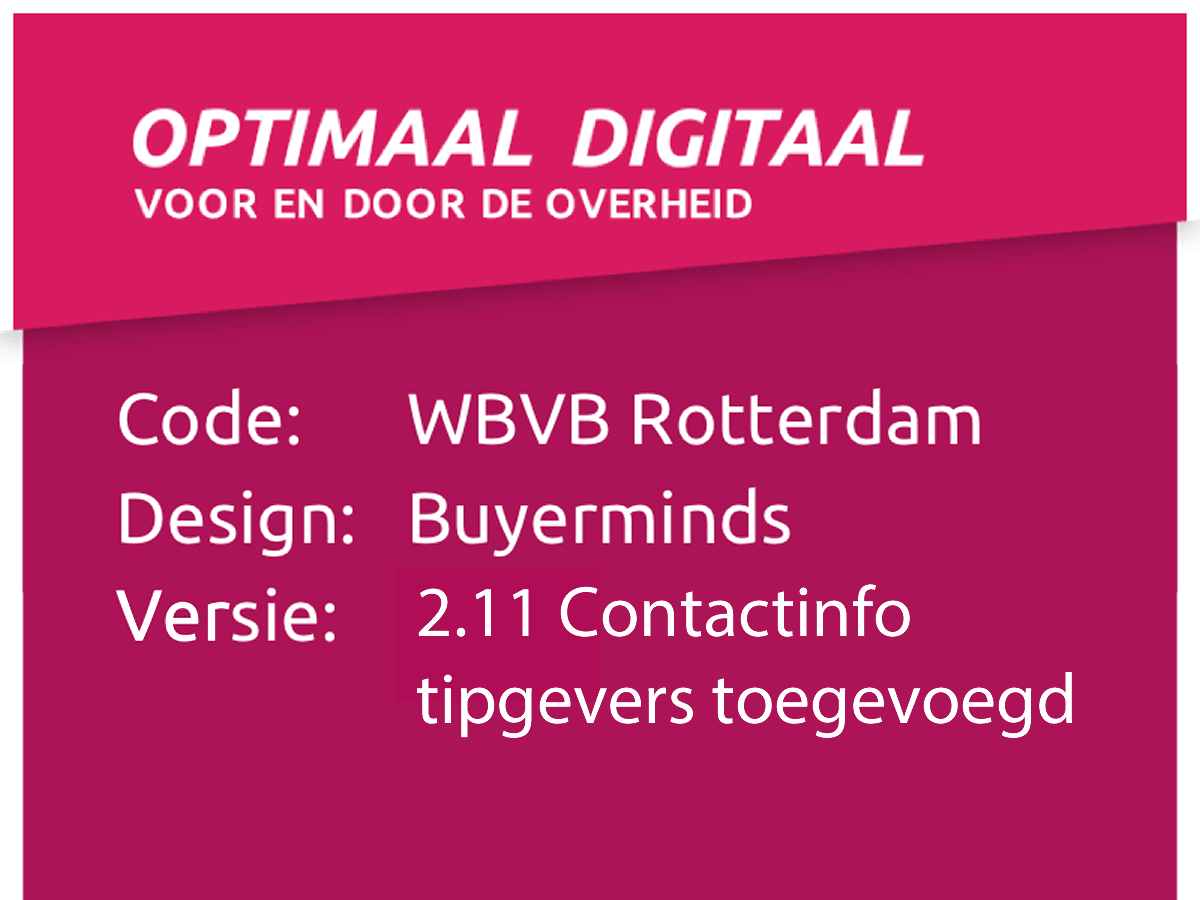 OPTIMAAL DIGITAAL
VOOR EN DOOR DE OVERHEID
Code: WBVB Rotterdam
Design: Buyerminds
Versie: 2.11 Contactinfo
tipgevers toegevoegd